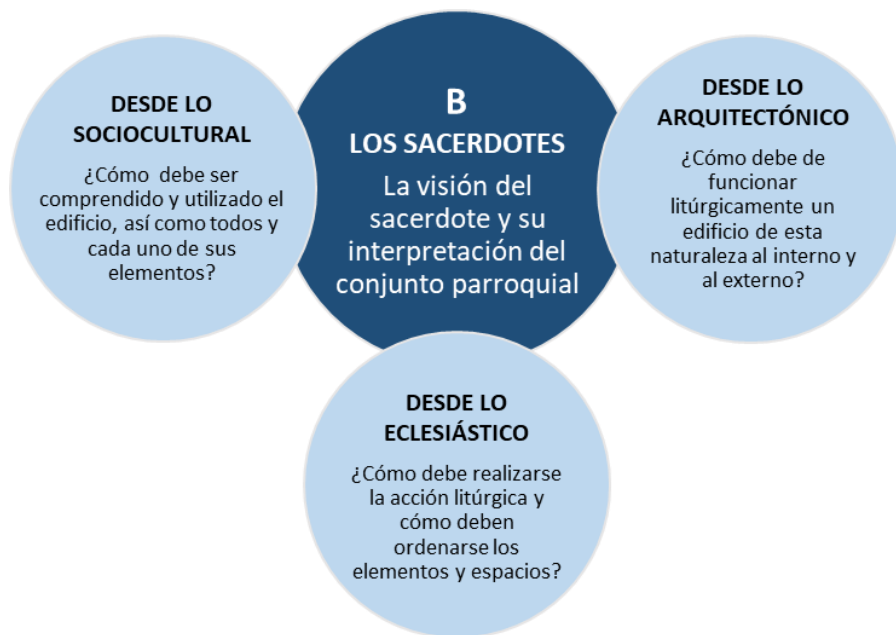 DESDE LO
SOCIOCULTURAL
¿Cómo debe ser
comprendido y utilizado el
edificio, así como todos y
cada uno de sus
elementos?
B
LOS SACERDOTES
La visión del
sacerdote y su
interpretación del
conjunto parroquial
DESDE LO
ARQUITECTÓNICO
¿Cómo debe de
funcionar
litúrgicamente un
edificio de esta
naturaleza al interno y
al externo?
DESDE LO
ECLESIÁSTICO
¿Cómo debe realizarse
la acción litúrgica y
cómo deben
ordenarse los
elementos y espacios?